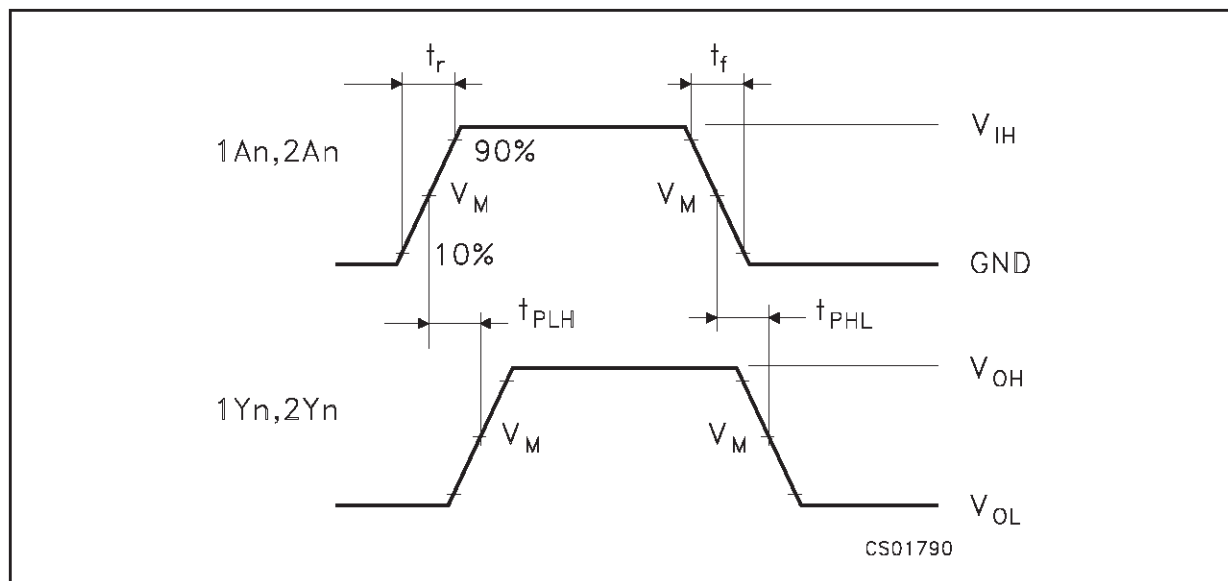 tr tf
1An,2An 90% VIH
VM VM
10% GND
tPLH tPHL
VOH
1Yn,2Yn VM VM
VOL
CS01790